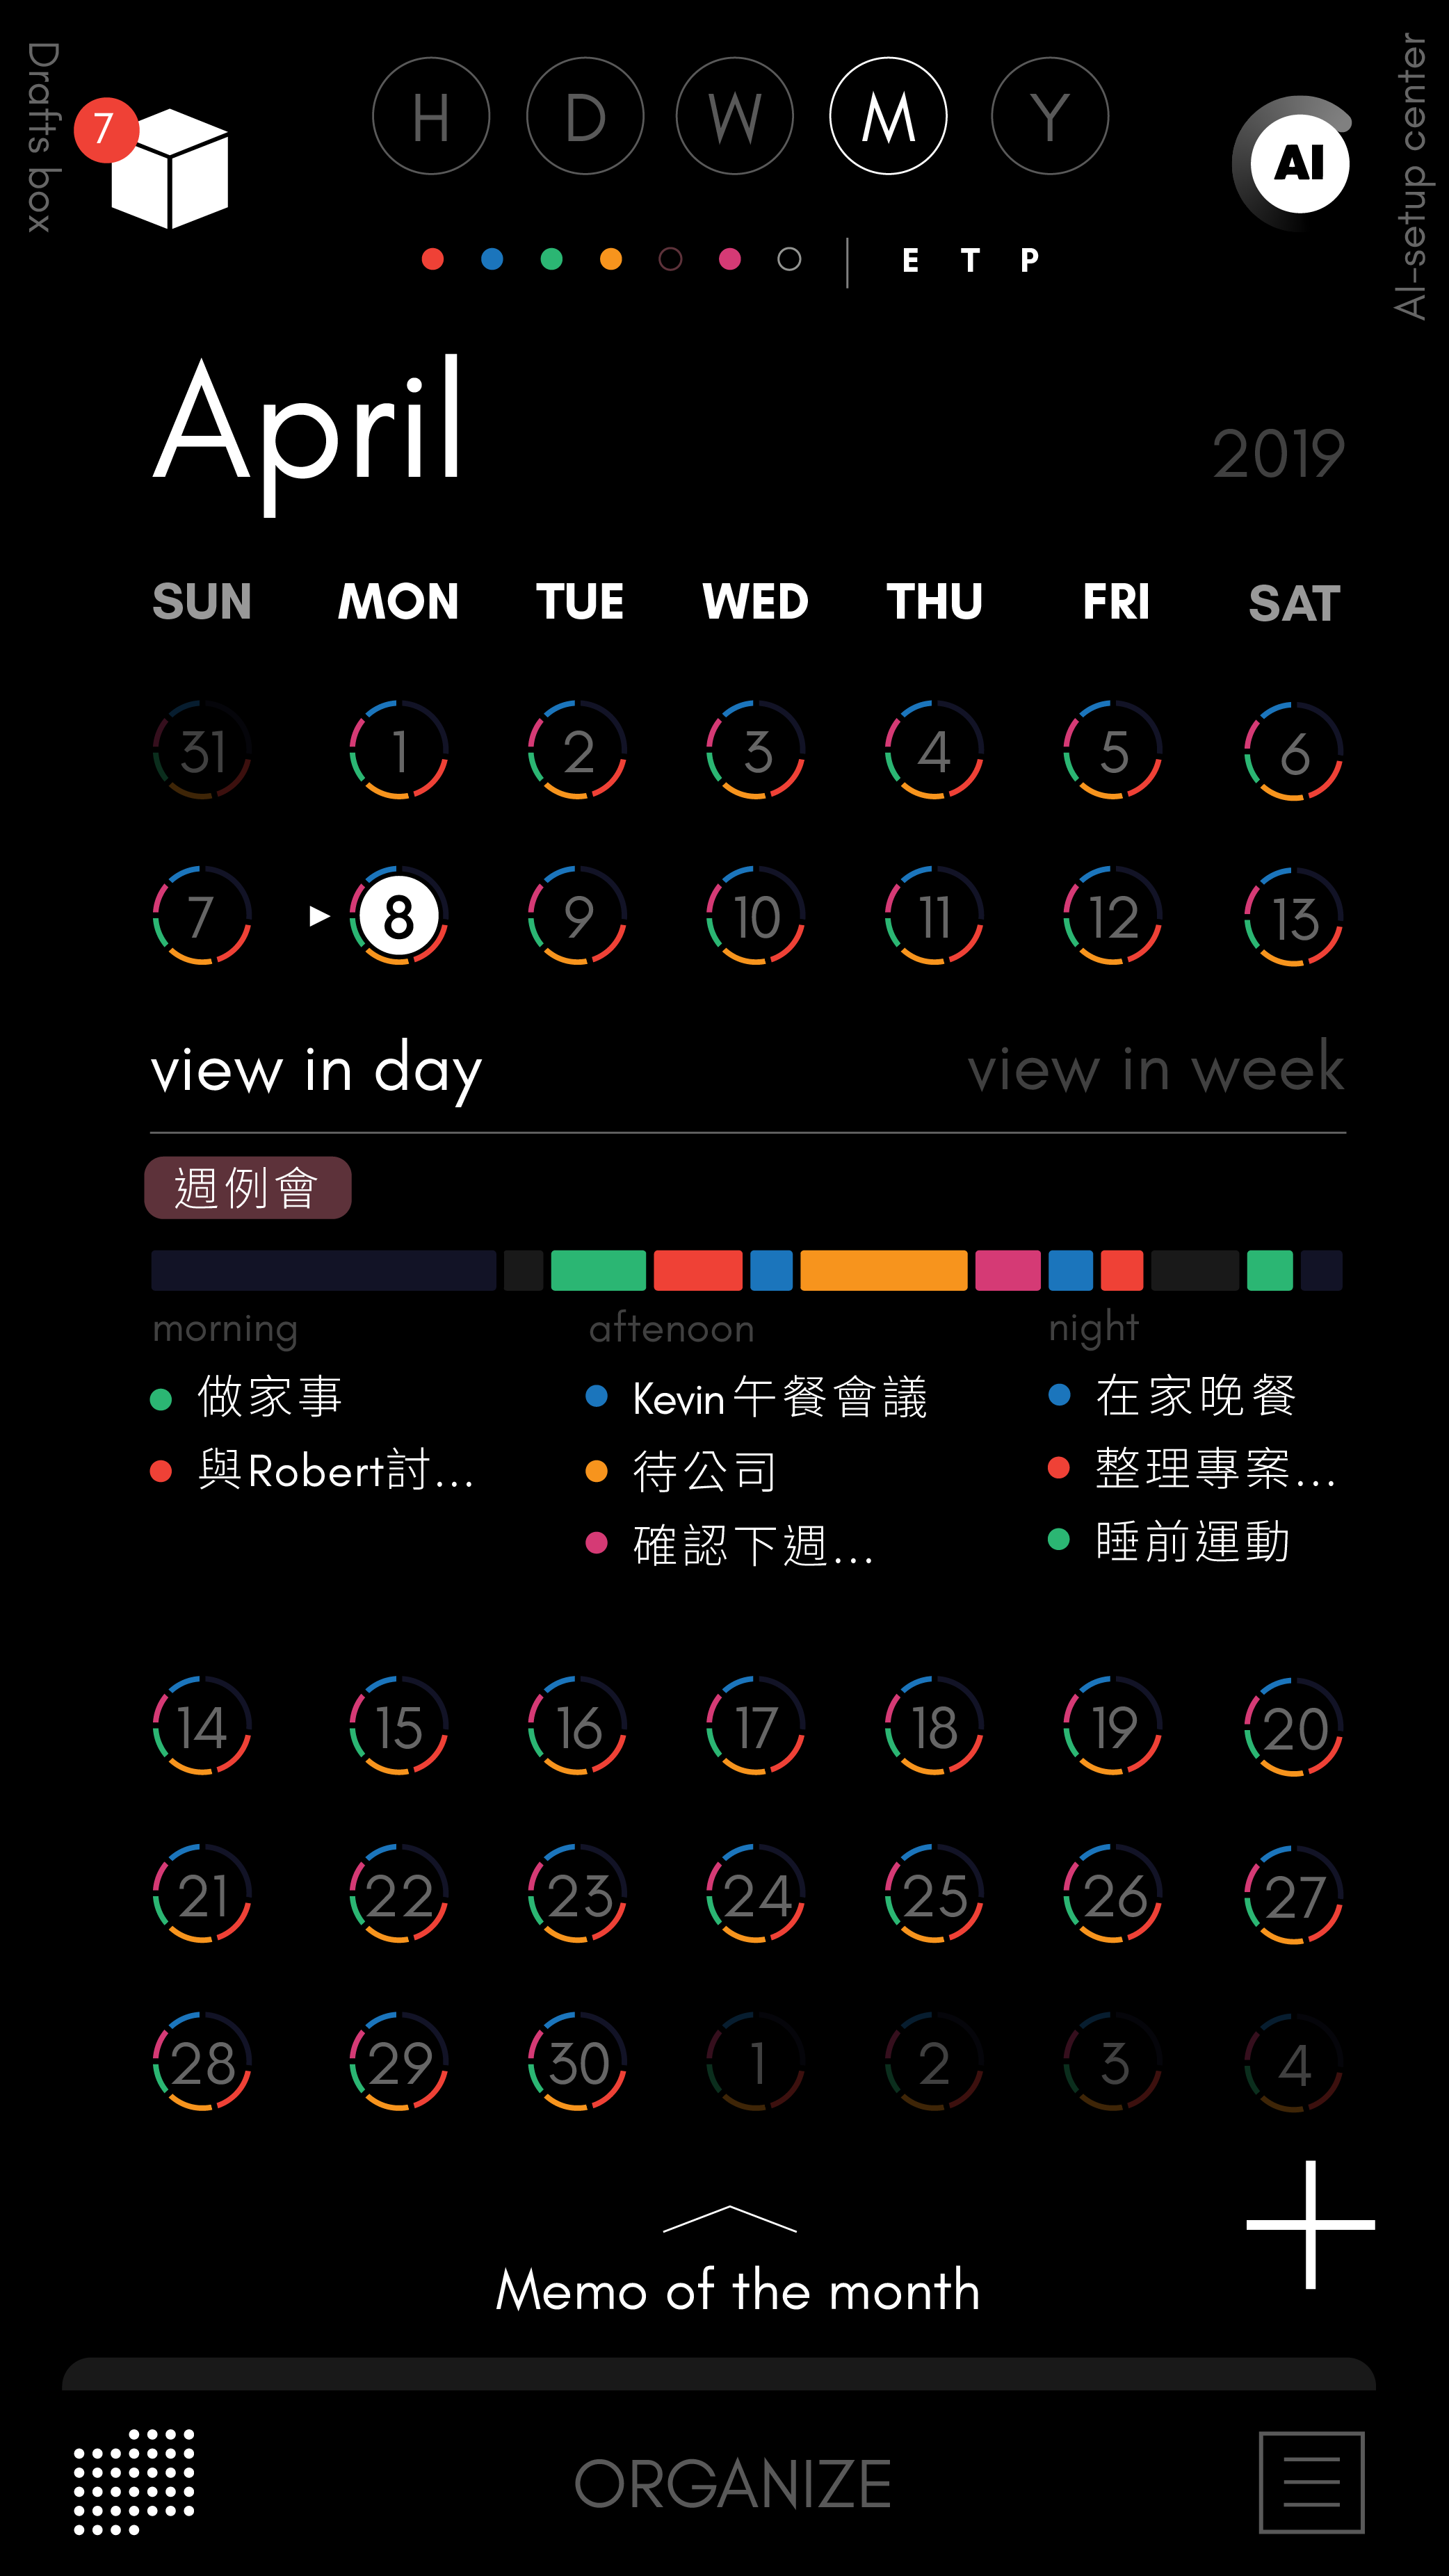 Drafts box
7
H D W M Y
AI
AI-setup center
E T P
April
2019
SUN MON TUE WED THU FRI SAT
31 1 2 3 4 5 6
7 8 9 10 11 12 13
view in day
view in week
週例會
morning
afternoon
night
做家事
Kevin午餐會議
在家晚餐
與Robert討...
待公司
整理專案...
確認下週...
睡前運動
14 15 16 17 18 19 20
21 22 23 24 25 26 27
28 29 30 1 2 3 4
Memo of the month
ORGANIZE